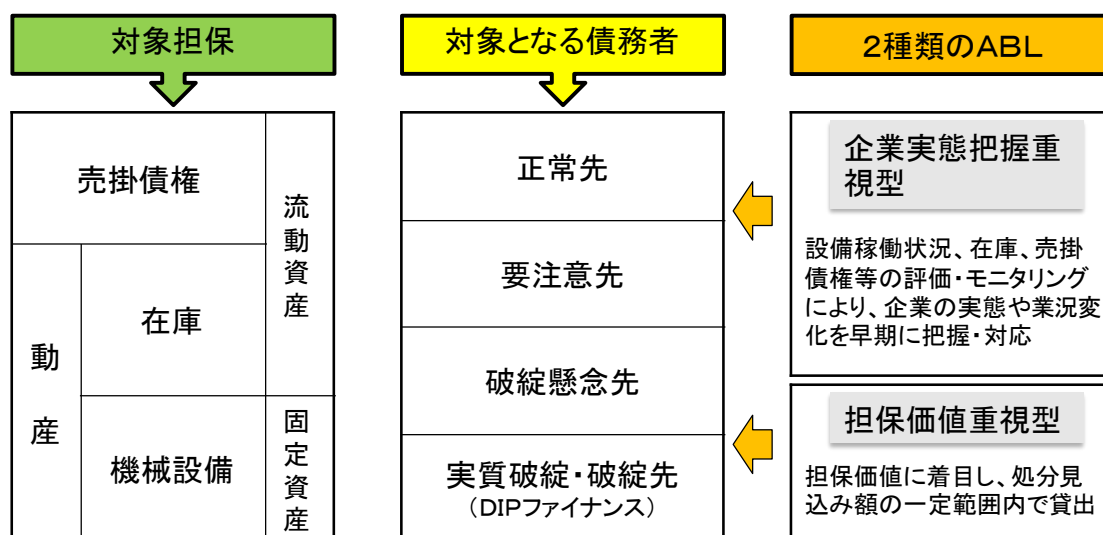 対象担保
売掛債権
流動資産
動産
在庫
機械設備
固定資産
対象となる債務者
正常先
要注意先
破綻懸念先
実質破綻・破綻先
（DIPファイナンス）
2種類のABL
企業実態把握重
視型
設備稼働状況、在庫、売掛
債権等の評価・モニタリング
により、企業の実態や業況変
化を早期に把握・対応
担保価値重視型
担保価値に着目し、処分見
込み額の一定範囲内で貸出